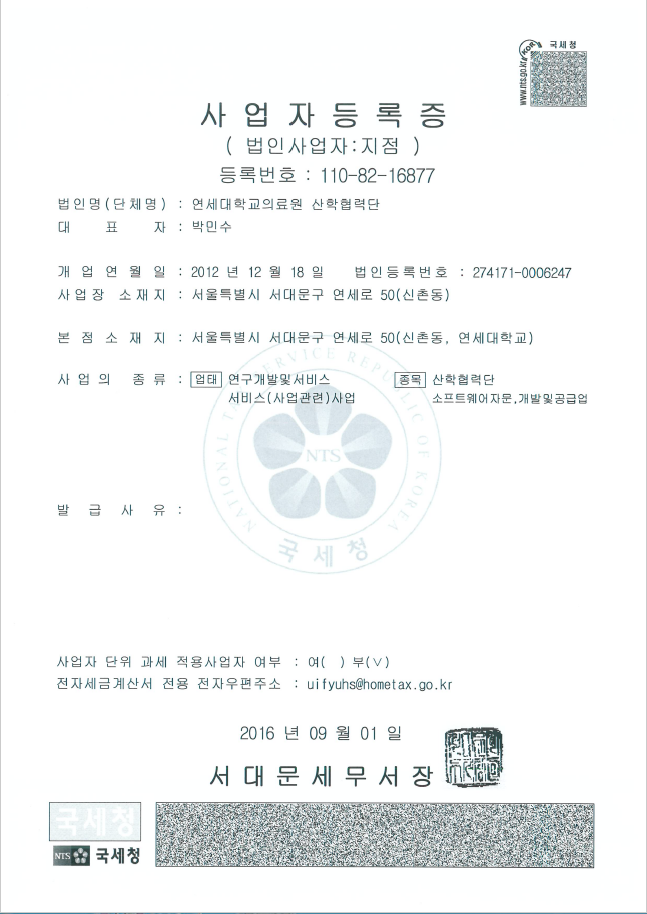 국세청
KOR
www.nts.go.kr
사업자등록증
( 법인사업자:지점 )
등록번호 : 110-82-16877
법인명(단체명) : 연세대학교의료원 산학협력단
대 표 자 : 박민수
개 업 연 월 일 : 2012 년 12 월 18 일 법인등록번호 : 274171-0006247
사업장 소재지 : 서울특별시 서대문구 연세로 50(신촌동)
본 점 소 재 지 : 서울특별시 서대문구 연세로 50(신촌동, 연세대학교)
사 업 의 종 류 : 업태 연구개발및서비스 종목 산학협력단
서비스(사업관련)사업 소프트웨어자문,개발및공급업
NATIONAL TAX SERVICE REPUBLIC OF KOREA
NTS
국세청
발 급 사 유 :
사업자 단위 과세 적용사업자 여부 : 여( ) 부(∨)
전자세금계산서 전용 전자우편주소 : uifyuhs@hometax.go.kr
2016 년 09 월 01 일
서대문세무서장
국세청
NTS 국세청